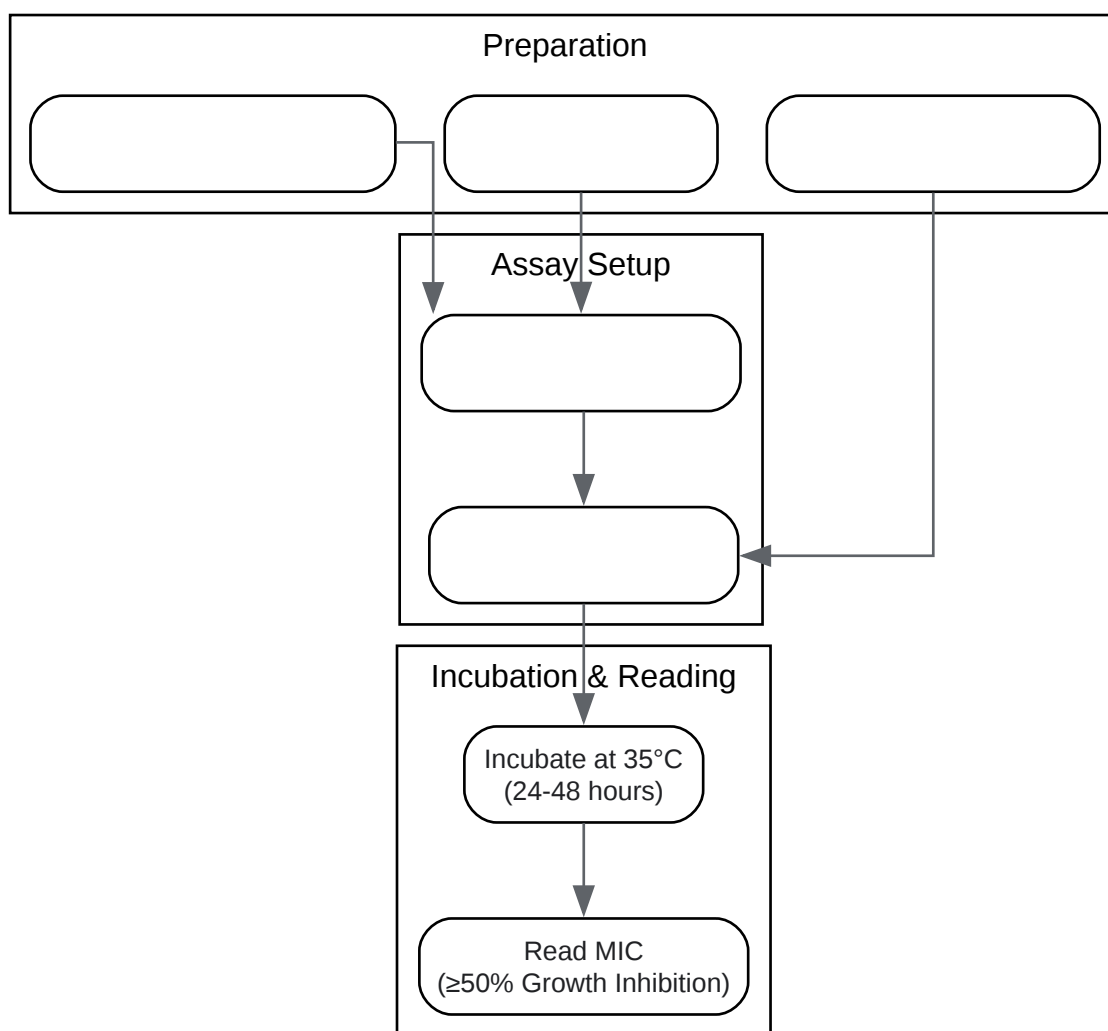 Preparation
Assay Setup
Incubation & Reading
Incubate at 35°C
(24-48 hours)
Read MIC
(≥50% Growth Inhibition)